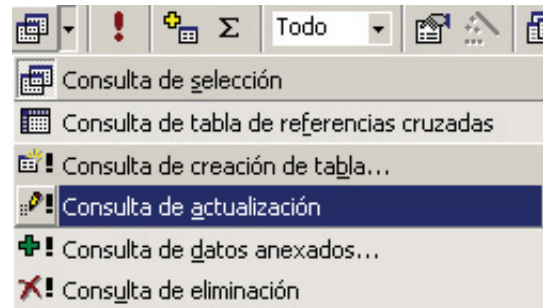 Todo
Consulta de selección
Consulta de tabla de referencias cruzadas
Consulta de creación de tabla...
Consulta de actualización
Consulta de datos anexados...
Consulta de eliminación